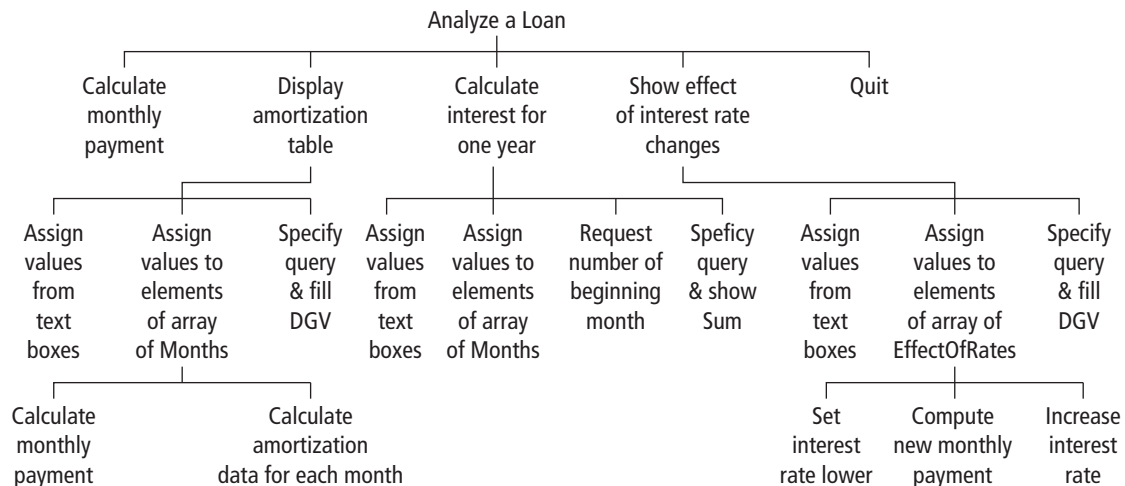 Analyze a Loan
Calculate
monthly
payment
Display
amortization
table
Calculate
interest for
one year
Show effect
of interest rate
changes
Quit
Assign
values
from
text
boxes
Assign
values to
elements
of array
of Months
Specify
query
& fill
DGV
Assign
values
from
text
boxes
Assign
values to
elements
of array
of Months
Request
number of
beginning
month
Speficy
query
& show
Sum
Assign
values
from
text
boxes
Assign
values to
elements
of array of
EffectOfRates
Specify
query
& fill
DGV
Calculate
monthly
payment
Calculate
amortization
data for each month
Set
interest
rate lower
Compute
new monthly
payment
Increase
interest
rate